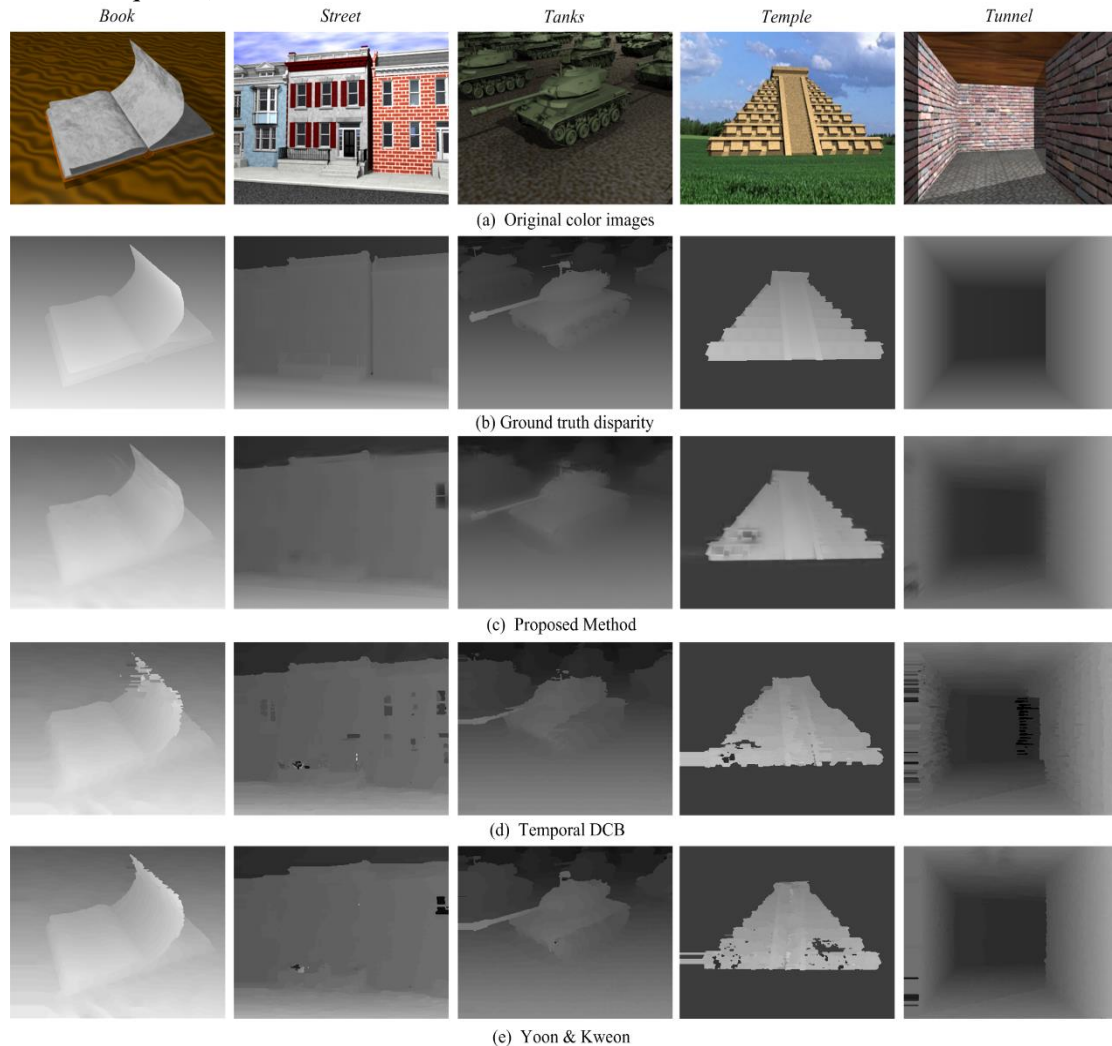 Book Street Tanks Temple Tunnel
(a) Original color images
(b) Ground truth disparity
(c) Proposed Method
(d) Temporal DCB
(e) Yoon & Kweon